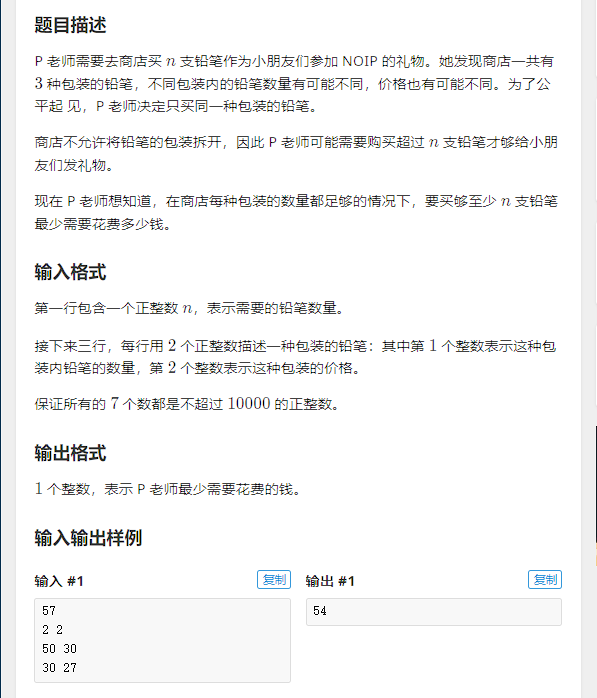 题目描述
P 老师需要去商店买 n 支铅笔作为小朋友们参加 NOIP 的礼物。她发现商店一共有
3 种包装的铅笔，不同包装内的铅笔数量有可能不同，价格也有可能不同。为了公
平起 见，P 老师决定只买同一种包装的铅笔。
商店不允许将铅笔的包装拆开，因此 P 老师可能需要购买超过 n 支铅笔才够给小朋
友们发礼物。
现在 P 老师想知道，在商店每种包装的数量都足够的情况下，要买够至少 n 支铅笔
最少需要花费多少钱。
输入格式
第一行包含一个正整数 n，表示需要的铅笔数量。
接下来三行，每行用 2 个正整数描述一种包装的铅笔：其中第 1 个整数表示这种包
装内铅笔的数量，第 2 个整数表示这种包装的价格。
保证所有的 7 个数都是不超过 10000 的正整数。
输出格式
1 个整数，表示 P 老师最少需要花费的钱。
输入输出样例
输入 #1 复制 输出 #1 复制
57 54
2 2
50 30
30 27